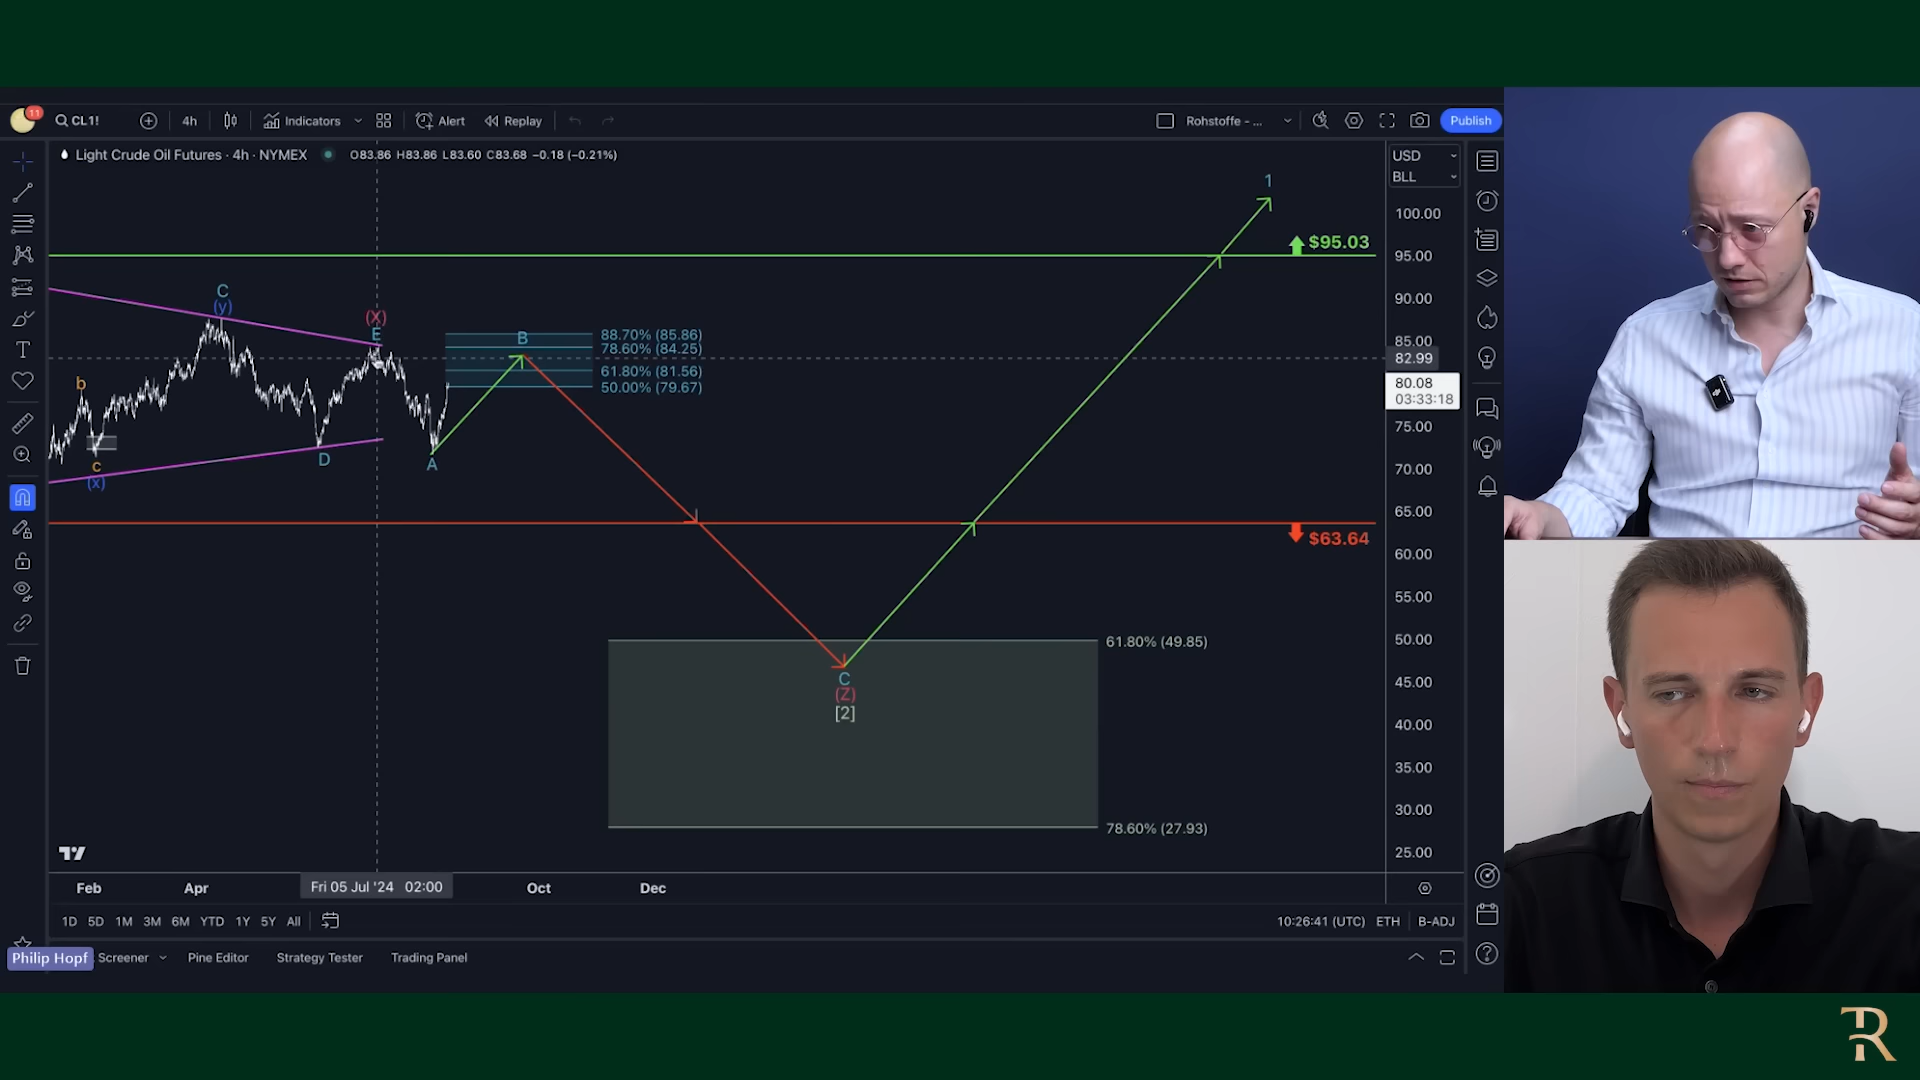 11
CL1!
4h
Indicators
Alert
Replay
Rohstoffe - ...
Publish
Light Crude Oil Futures · 4h · NYMEX
O83.86 H83.86 L83.60 C83.68 −0.18 (−0.21%)
USD
BLL
1
100.00
$95.03
95.00
90.00
85.00
82.99
80.08
03:33:18
75.00
70.00
65.00
60.00
55.00
50.00
45.00
40.00
35.00
30.00
25.00
C
(y)
(X)
E
b
c
(x)
D
A
B
88.70% (85.86)
78.60% (84.25)
61.80% (81.56)
50.00% (79.67)
$63.64
61.80% (49.85)
C
(Z)
[2]
78.60% (27.93)
Feb
Apr
Fri 05 Jul '24 02:00
Oct
Dec
1D 5D 1M 3M 6M YTD 1Y 5Y All
10:26:41 (UTC) ETH B-ADJ
Philip Hopf
Screener
Pine Editor
Strategy Tester
Trading Panel